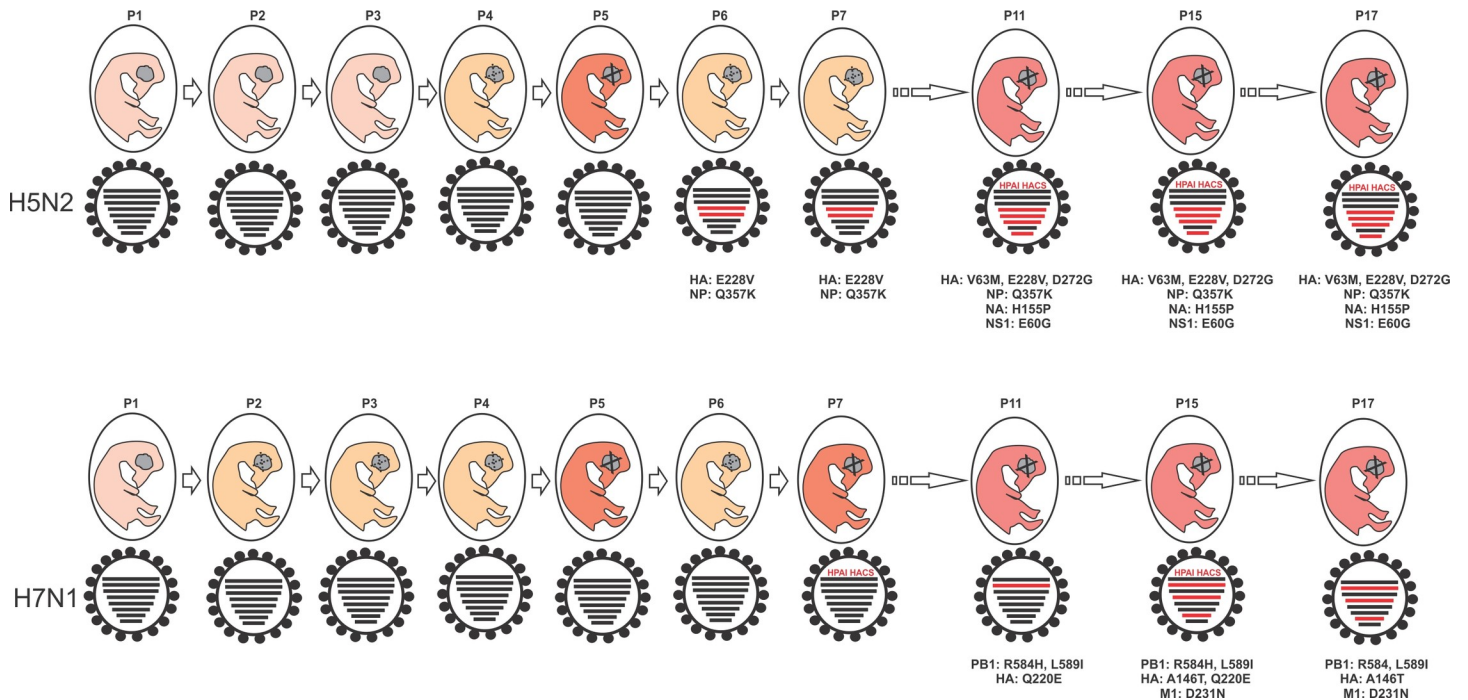 P1 P2 P3 P4 P5 P6 P7 P11 P15 P17
HPAI HACS HPAI HACS HPAI HACS
H5N2
HA: E228V HA: E228V HA: V63M, E228V, D272G HA: V63M, E228V, D272G HA: V63M, E228V, D272G
NP: Q357K NP: Q357K NP: Q357K NP: Q357K NP: Q357K
NA: H155P NA: H155P NA: H155P
NS1: E60G NS1: E60G NS1: E60G
P1 P2 P3 P4 P5 P6 P7 P11 P15 P17
HPAI HACS HPAI HACS
H7N1
PB1: R584H, L589I PB1: R584H, L589I PB1: R584, L589I
HA: Q220E HA: A146T, Q220E HA: A146T
M1: D231N M1: D231N